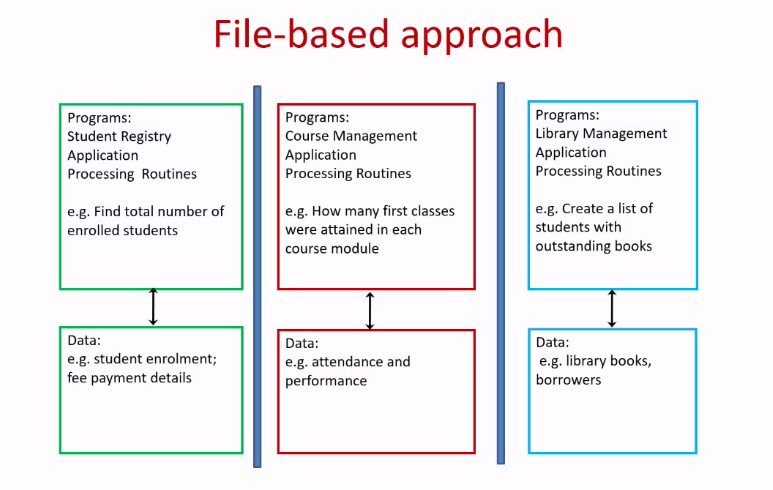 File-based approach
Programs:
Student Registry
Application
Processing Routines
e.g. Find total number of
enrolled students
Programs:
Course Management
Application
Processing Routines
e.g. How many first classes
were attained in each
course module
Programs:
Library Management
Application
Processing Routines
e.g. Create a list of
students with
outstanding books
Data:
e.g. student enrolment;
fee payment details
Data:
e.g. attendance and
performance
Data:
e.g. library books,
borrowers